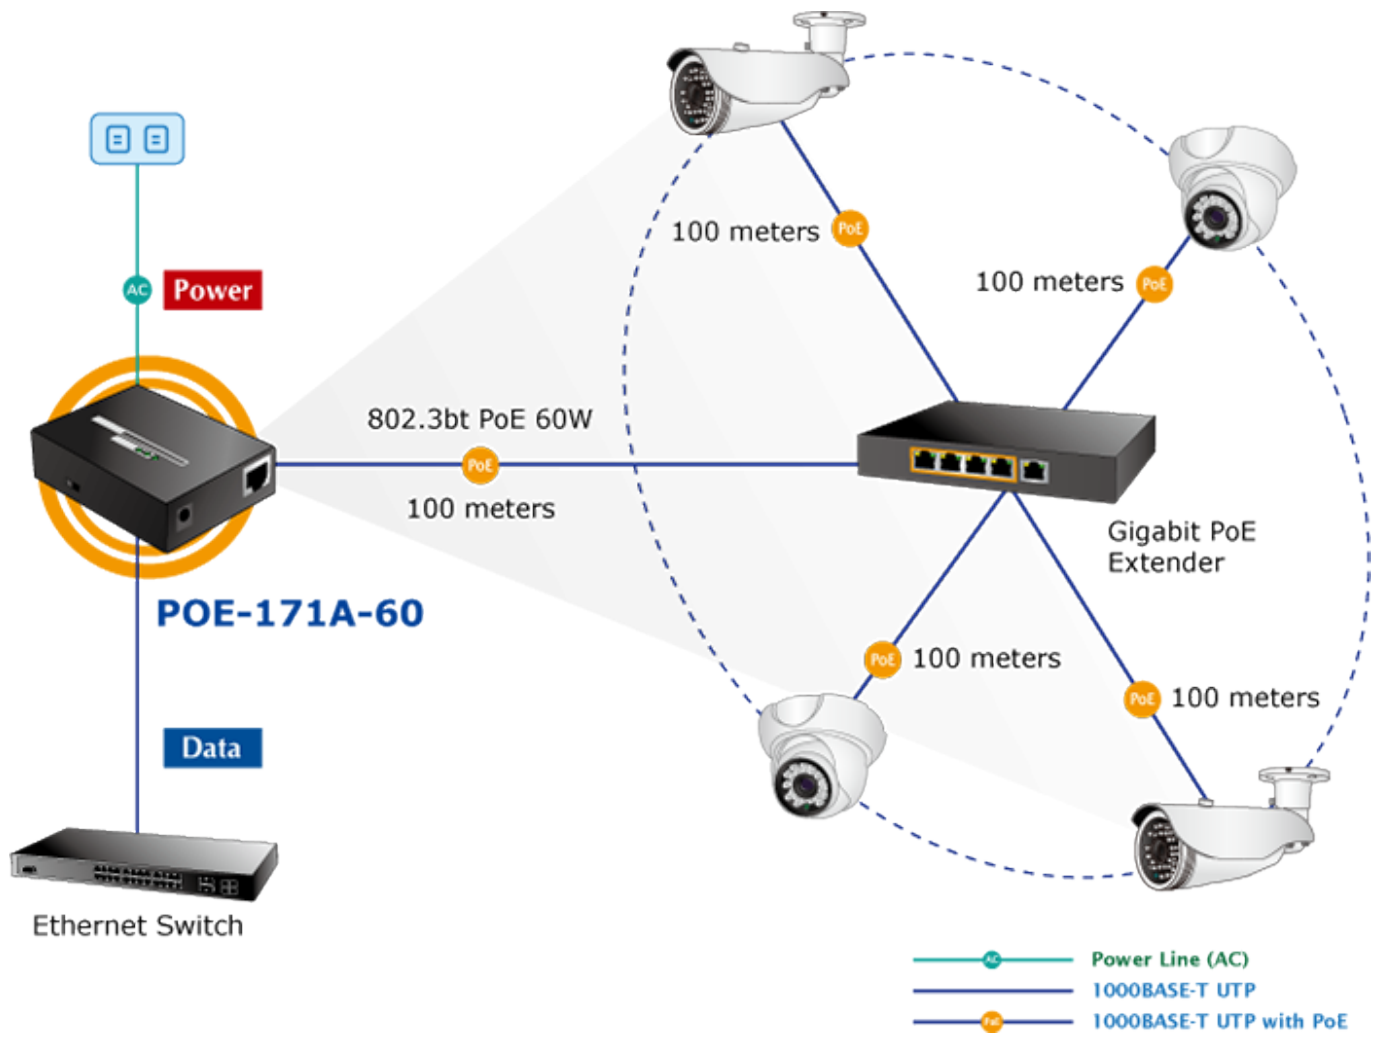 100 meters
PoE
100 meters
PoE
AC
Power
802.3bt PoE 60W
PoE
100 meters
Gigabit PoE
Extender
POE-171A-60
PoE
100 meters
PoE
100 meters
Data
Ethernet Switch
AC
Power Line (AC)
1000BASE-T UTP
PoE
1000BASE-T UTP with PoE